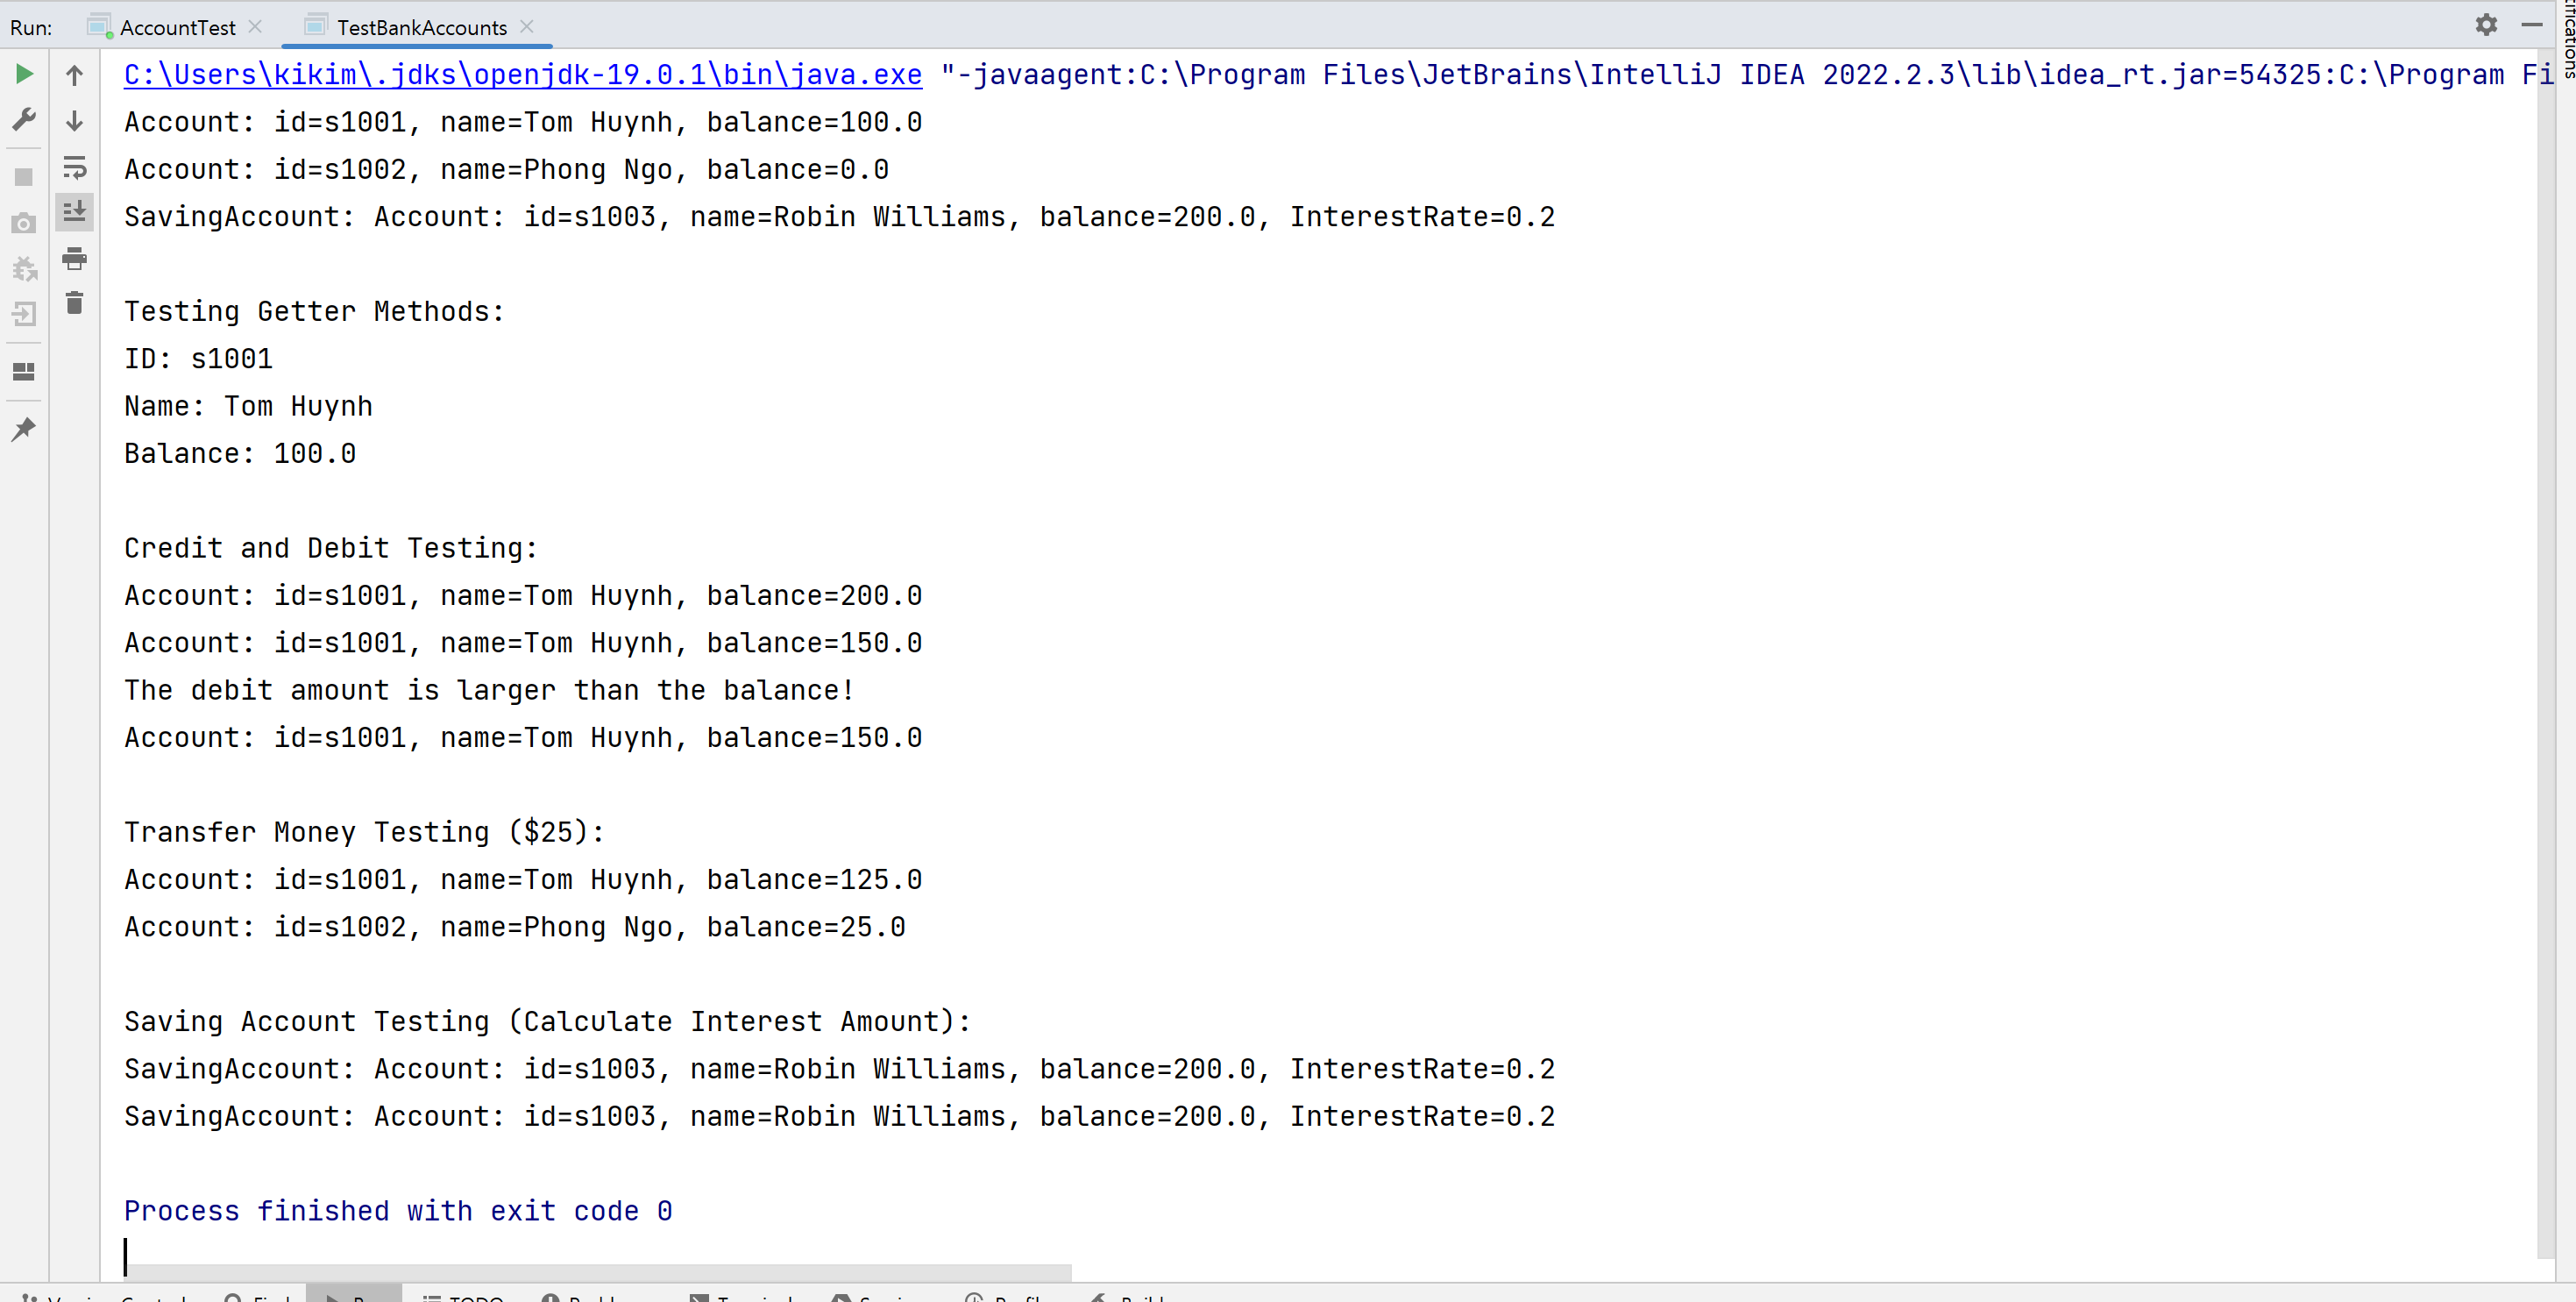 Run: AccountTest TestBankAccounts
C:\Users\kikim\.jdks\openjdk-19.0.1\bin\java.exe "-javaagent:C:\Program Files\JetBrains\IntelliJ IDEA 2022.2.3\lib\idea_rt.jar=54325:C:\Program Fi
Account: id=s1001, name=Tom Huynh, balance=100.0
Account: id=s1002, name=Phong Ngo, balance=0.0
SavingAccount: Account: id=s1003, name=Robin Williams, balance=200.0, InterestRate=0.2
Testing Getter Methods:
ID: s1001
Name: Tom Huynh
Balance: 100.0
Credit and Debit Testing:
Account: id=s1001, name=Tom Huynh, balance=200.0
Account: id=s1001, name=Tom Huynh, balance=150.0
The debit amount is larger than the balance!
Account: id=s1001, name=Tom Huynh, balance=150.0
Transfer Money Testing ($25):
Account: id=s1001, name=Tom Huynh, balance=125.0
Account: id=s1002, name=Phong Ngo, balance=25.0
Saving Account Testing (Calculate Interest Amount):
SavingAccount: Account: id=s1003, name=Robin Williams, balance=200.0, InterestRate=0.2
SavingAccount: Account: id=s1003, name=Robin Williams, balance=200.0, InterestRate=0.2
Process finished with exit code 0
TODO